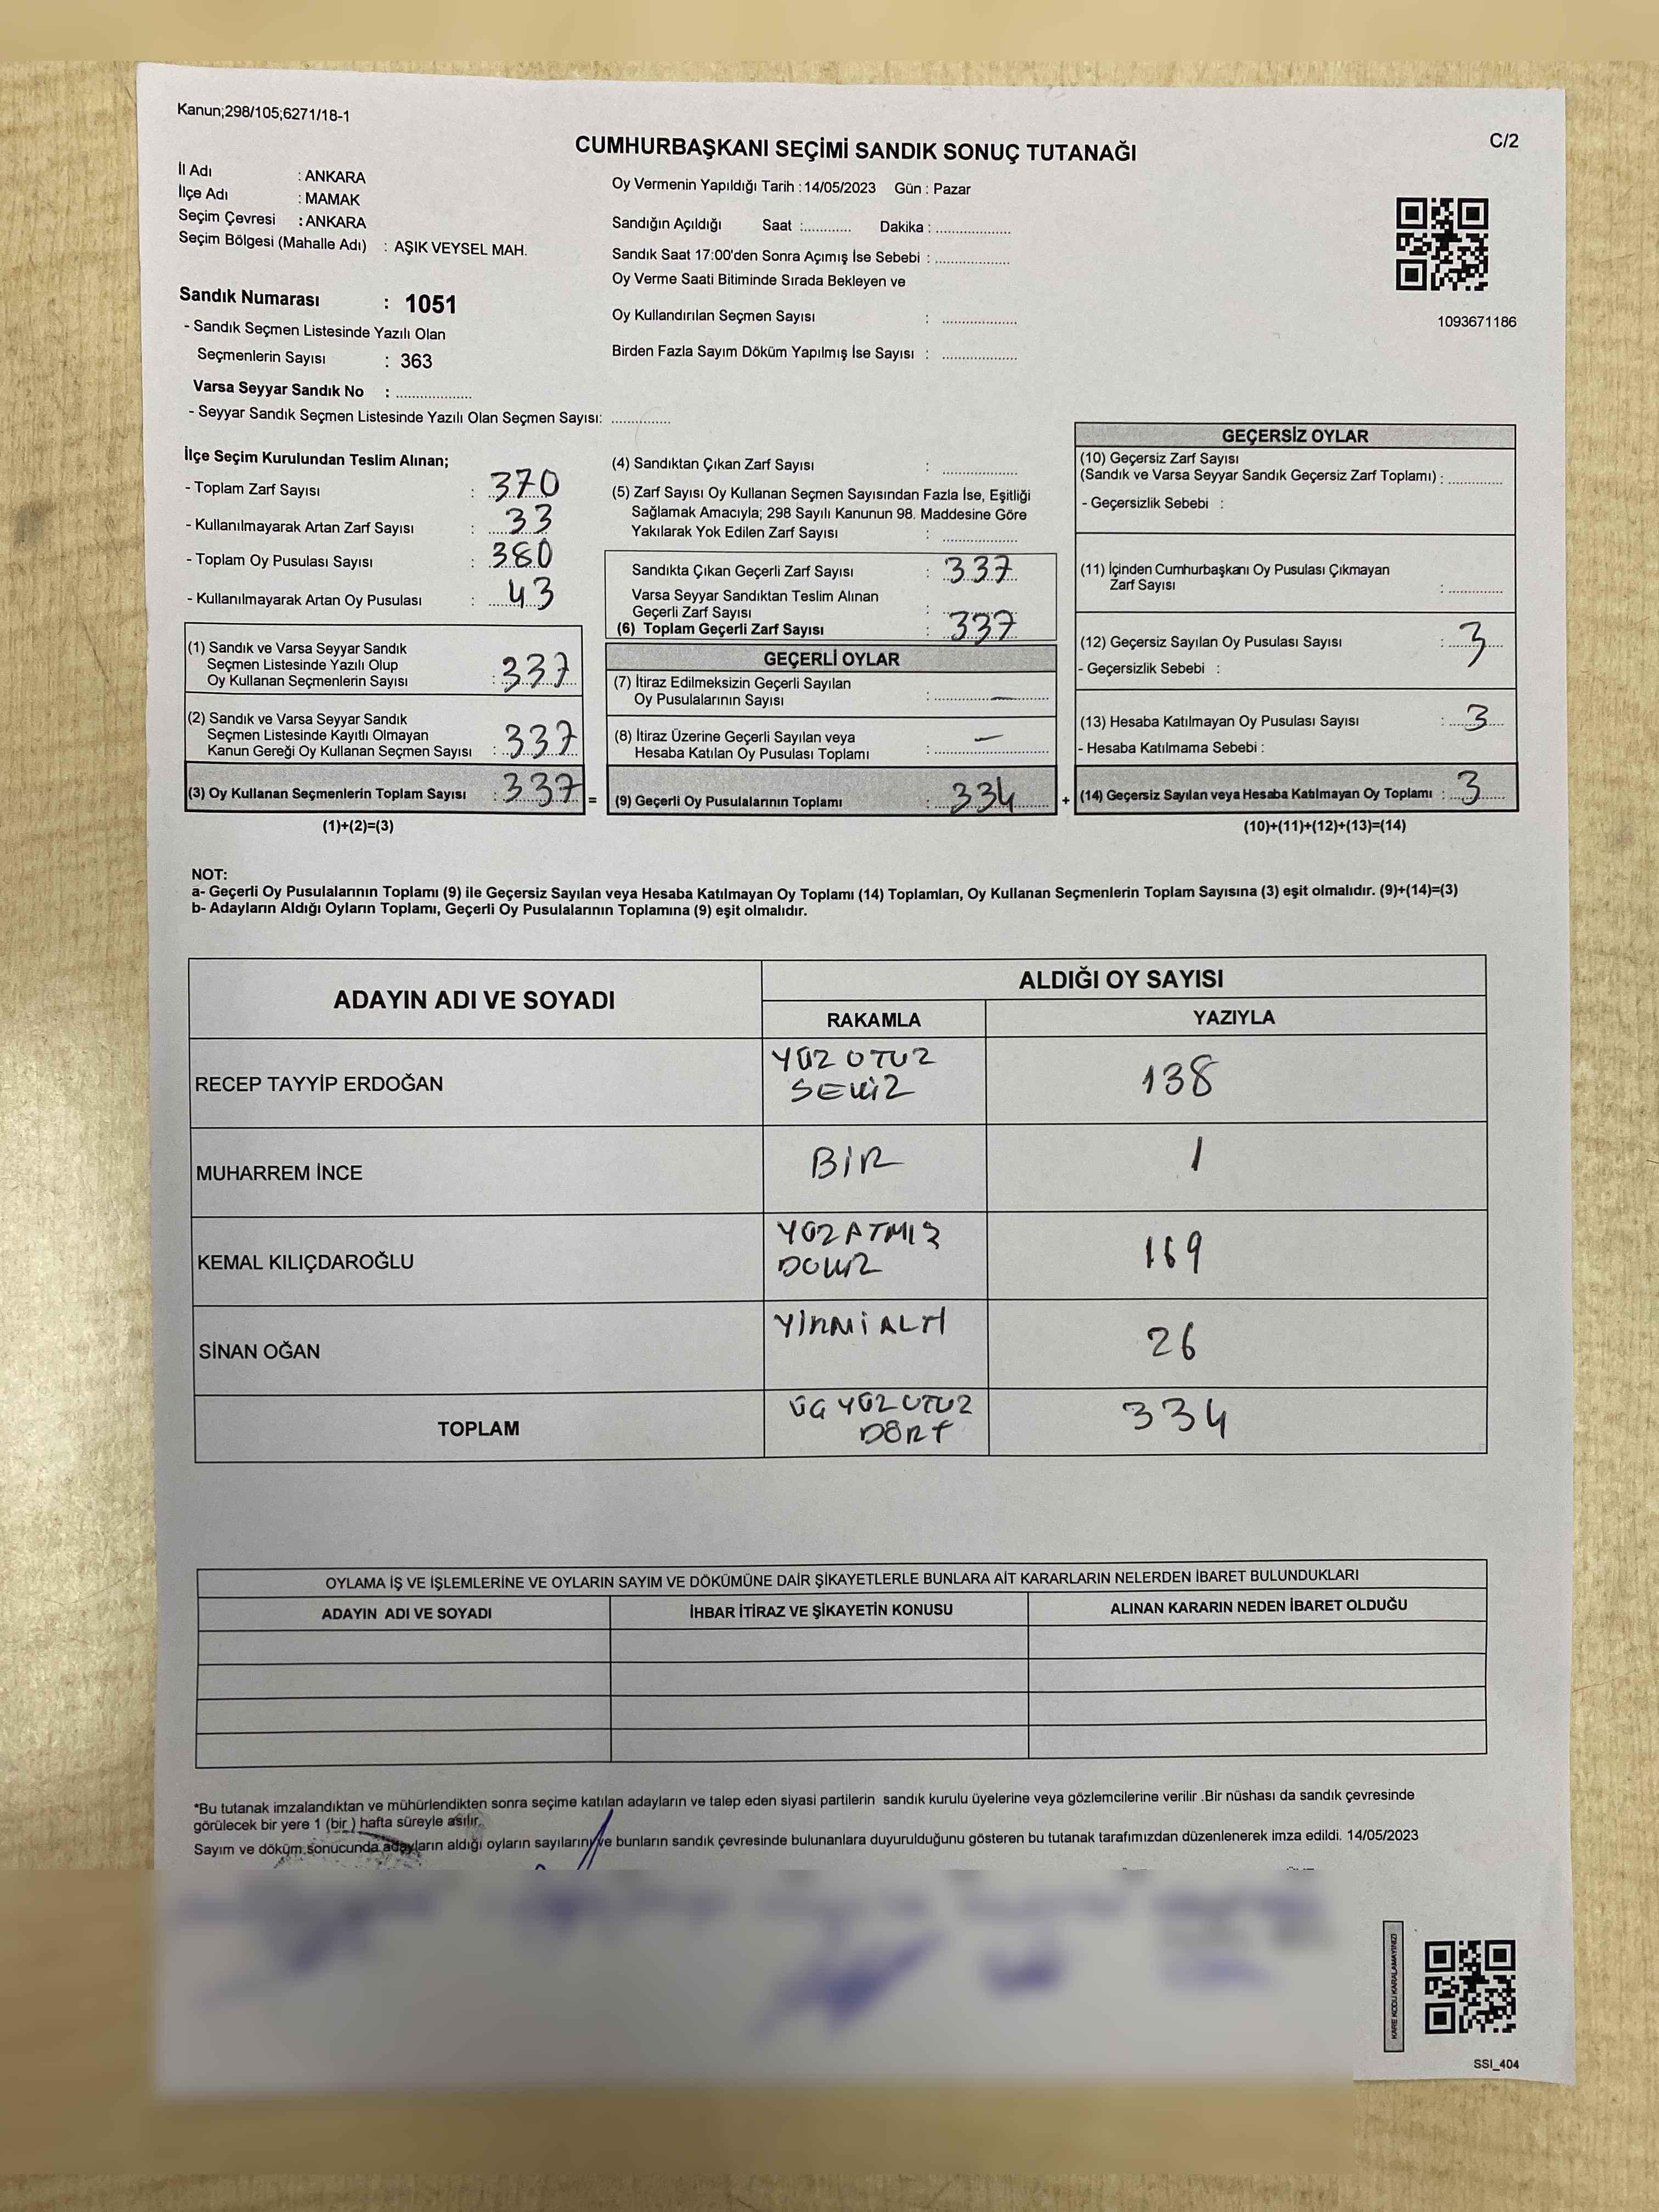 Kanun;298/105;6271/18-1
C/2
CUMHURBAŞKANI SEÇİMİ SANDIK SONUÇ TUTANAĞI
İl Adı : ANKARA
İlçe Adı : MAMAK
Seçim Çevresi : ANKARA
Seçim Bölgesi (Mahalle Adı) : AŞIK VEYSEL MAH.
Sandık Numarası : 1051
- Sandık Seçmen Listesinde Yazılı Olan
Seçmenlerin Sayısı : 363
Varsa Seyyar Sandık No : ..................
- Seyyar Sandık Seçmen Listesinde Yazılı Olan Seçmen Sayısı: ..............
Oy Vermenin Yapıldığı Tarih : 14/05/2023 Gün : Pazar
Sandığın Açıldığı Saat :............ Dakika : ..................
Sandık Saat 17:00'den Sonra Açımış İse Sebebi : ..................
Oy Verme Saati Bitiminde Sırada Bekleyen ve
Oy Kullandırılan Seçmen Sayısı : ..................
Birden Fazla Sayım Döküm Yapılmış İse Sayısı : ..................
1093671186
İlçe Seçim Kurulundan Teslim Alınan;
- Toplam Zarf Sayısı : 370
- Kullanılmayarak Artan Zarf Sayısı : 33
- Toplam Oy Pusulası Sayısı : 380
- Kullanılmayarak Artan Oy Pusulası : 43
(1) Sandık ve Varsa Seyyar Sandık
Seçmen Listesinde Yazılı Olup
Oy Kullanan Seçmenlerin Sayısı : 337
(2) Sandık ve Varsa Seyyar Sandık
Seçmen Listesinde Kayıtlı Olmayan
Kanun Gereği Oy Kullanan Seçmen Sayısı : 337
(3) Oy Kullanan Seçmenlerin Toplam Sayısı : 337 =
(1)+(2)=(3)
(4) Sandıktan Çıkan Zarf Sayısı : ..................
(5) Zarf Sayısı Oy Kullanan Seçmen Sayısından Fazla İse, Eşitliği
Sağlamak Amacıyla; 298 Sayılı Kanunun 98. Maddesine Göre
Yakılarak Yok Edilen Zarf Sayısı : ..................
Sandıkta Çıkan Geçerli Zarf Sayısı : 337
Varsa Seyyar Sandıktan Teslim Alınan
Geçerli Zarf Sayısı : ..................
(6) Toplam Geçerli Zarf Sayısı : 337
GEÇERLİ OYLAR
(7) İtiraz Edilmeksizin Geçerli Sayılan
Oy Pusulalarının Sayısı : —
(8) İtiraz Üzerine Geçerli Sayılan veya
Hesaba Katılan Oy Pusulası Toplamı : —
(9) Geçerli Oy Pusulalarının Toplamı : 334 +
GEÇERSİZ OYLAR
(10) Geçersiz Zarf Sayısı
(Sandık ve Varsa Seyyar Sandık Geçersiz Zarf Toplamı) : .............
- Geçersizlik Sebebi :
(11) İçinden Cumhurbaşkanı Oy Pusulası Çıkmayan
Zarf Sayısı : .............
(12) Geçersiz Sayılan Oy Pusulası Sayısı : 3
- Geçersizlik Sebebi :
(13) Hesaba Katılmayan Oy Pusulası Sayısı : 3
- Hesaba Katılmama Sebebi :
(14) Geçersiz Sayılan veya Hesaba Katılmayan Oy Toplamı : 3
(10)+(11)+(12)+(13)=(14)
NOT:
a- Geçerli Oy Pusulalarının Toplamı (9) ile Geçersiz Sayılan veya Hesaba Katılmayan Oy Toplamı (14) Toplamları, Oy Kullanan Seçmenlerin Toplam Sayısına (3) eşit olmalıdır. (9)+(14)=(3)
b- Adayların Aldığı Oyların Toplamı, Geçerli Oy Pusulalarının Toplamına (9) eşit olmalıdır.
ADAYIN ADI VE SOYADI
ALDIĞI OY SAYISI
RAKAMLA YAZIYLA
RECEP TAYYİP ERDOĞAN YÜZ OTUZ SEKİZ 138
MUHARREM İNCE BİR 1
KEMAL KILIÇDAROĞLU YÜZ ATMIŞ DOKUZ 169
SİNAN OĞAN YİRMİ ALTI 26
TOPLAM ÜÇ YÜZ OTUZ DÖRT 334
OYLAMA İŞ VE İŞLEMLERİNE VE OYLARIN SAYIM VE DÖKÜMÜNE DAİR ŞİKAYETLERLE BUNLARA AİT KARARLARIN NELERDEN İBARET BULUNDUKLARI
ADAYIN ADI VE SOYADI İHBAR İTİRAZ VE ŞİKAYETİN KONUSU ALINAN KARARIN NEDEN İBARET OLDUĞU
*Bu tutanak imzalandıktan ve mühürlendikten sonra seçime katılan adayların ve talep eden siyasi partilerin sandık kurulu üyelerine veya gözlemcilerine verilir .Bir nüshası da sandık çevresinde
görülecek bir yere 1 (bir ) hafta süreyle asılır.
Sayım ve döküm sonucunda adayların aldığı oyların sayılarını ve bunların sandık çevresinde bulunanlara duyurulduğunu gösteren bu tutanak tarafımızdan düzenlenerek imza edildi. 14/05/2023
KARE KODU KARALAMAYINIZ!
SSI_404